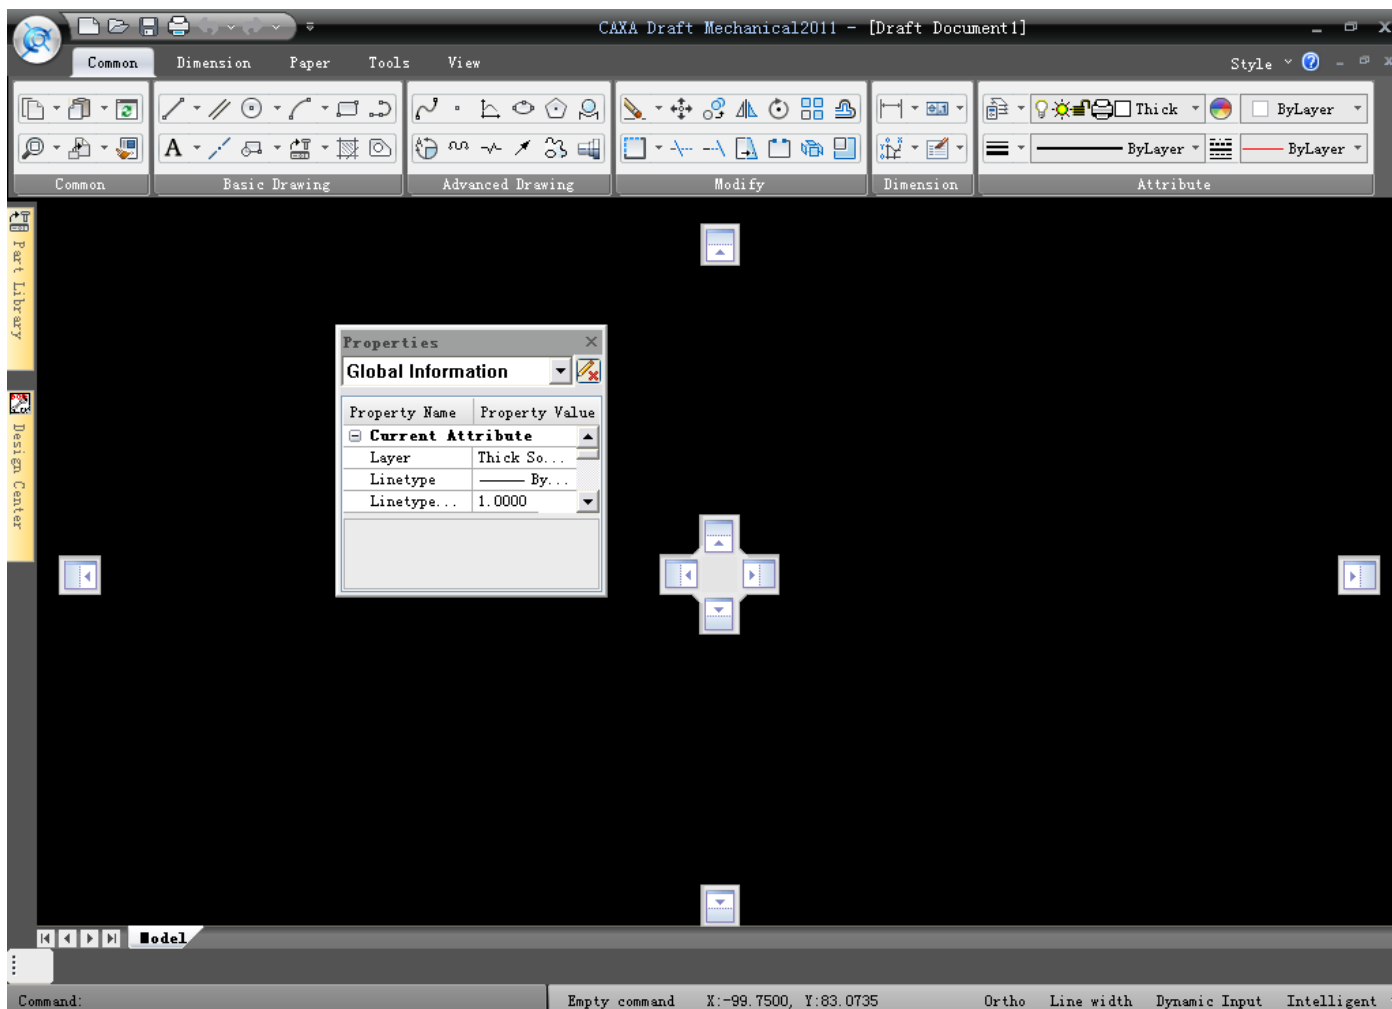 CAXA Draft Mechanical2011 - [Draft Document1]
Common Dimension Paper Tools View Style
Thick ByLayer
A ByLayer ByLayer
Common Basic Drawing Advanced Drawing Modify Dimension Attribute
Part Library
Design Center
Properties
Global Information
Property Name Property Value
Current Attribute
Layer Thick So...
Linetype By...
Linetype... 1.0000
Model
Command: Empty command X:-99.7500, Y:83.0735 Ortho Line width Dynamic Input Intelligent